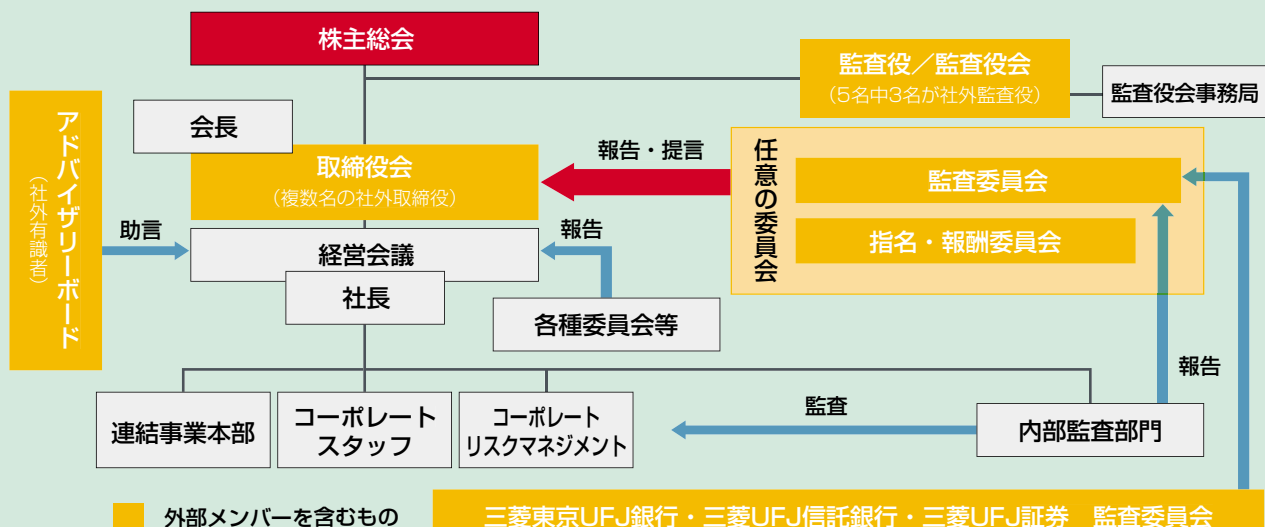 株主総会
監査役／監査役会
（5名中3名が社外監査役）
監査役会事務局
アドバイザリーボード
（社外有識者）
会長
取締役会
（複数名の社外取締役）
報告・提言
任意の委員会
監査委員会
指名・報酬委員会
助言
経営会議
報告
社長
各種委員会等
報告
連結事業本部
コーポレート
スタッフ
コーポレート
リスクマネジメント
監査
内部監査部門
外部メンバーを含むもの
三菱東京UFJ銀行・三菱UFJ信託銀行・三菱UFJ証券　監査委員会